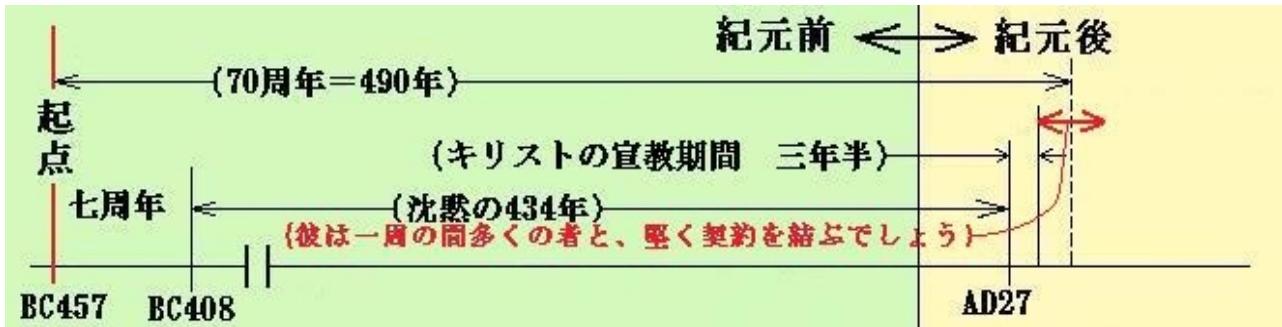 紀元前 紀元後
(70周年=490年)
起点
(キリストの宣教期間 三年半)
七周年
(沈黙の434年)
(彼は一周の間多くの者と、堅く契約を結ぶでしょう)
BC457
BC408
AD27